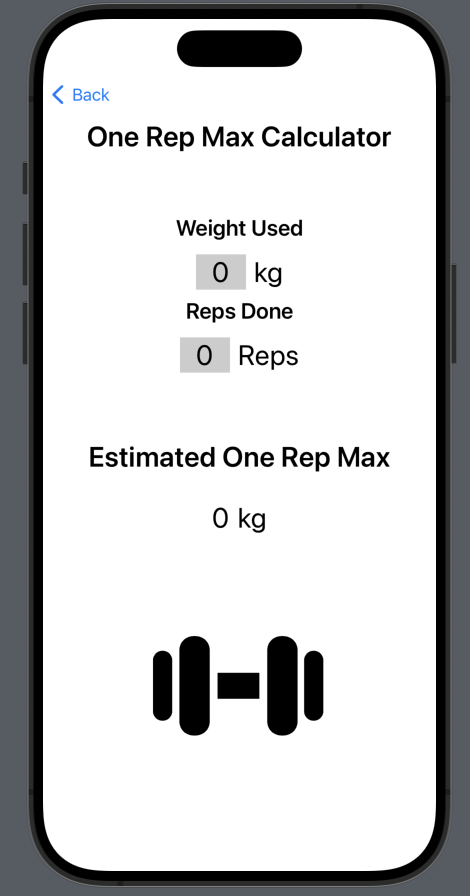 Back
One Rep Max Calculator
Weight Used
0 kg
Reps Done
0 Reps
Estimated One Rep Max
0 kg